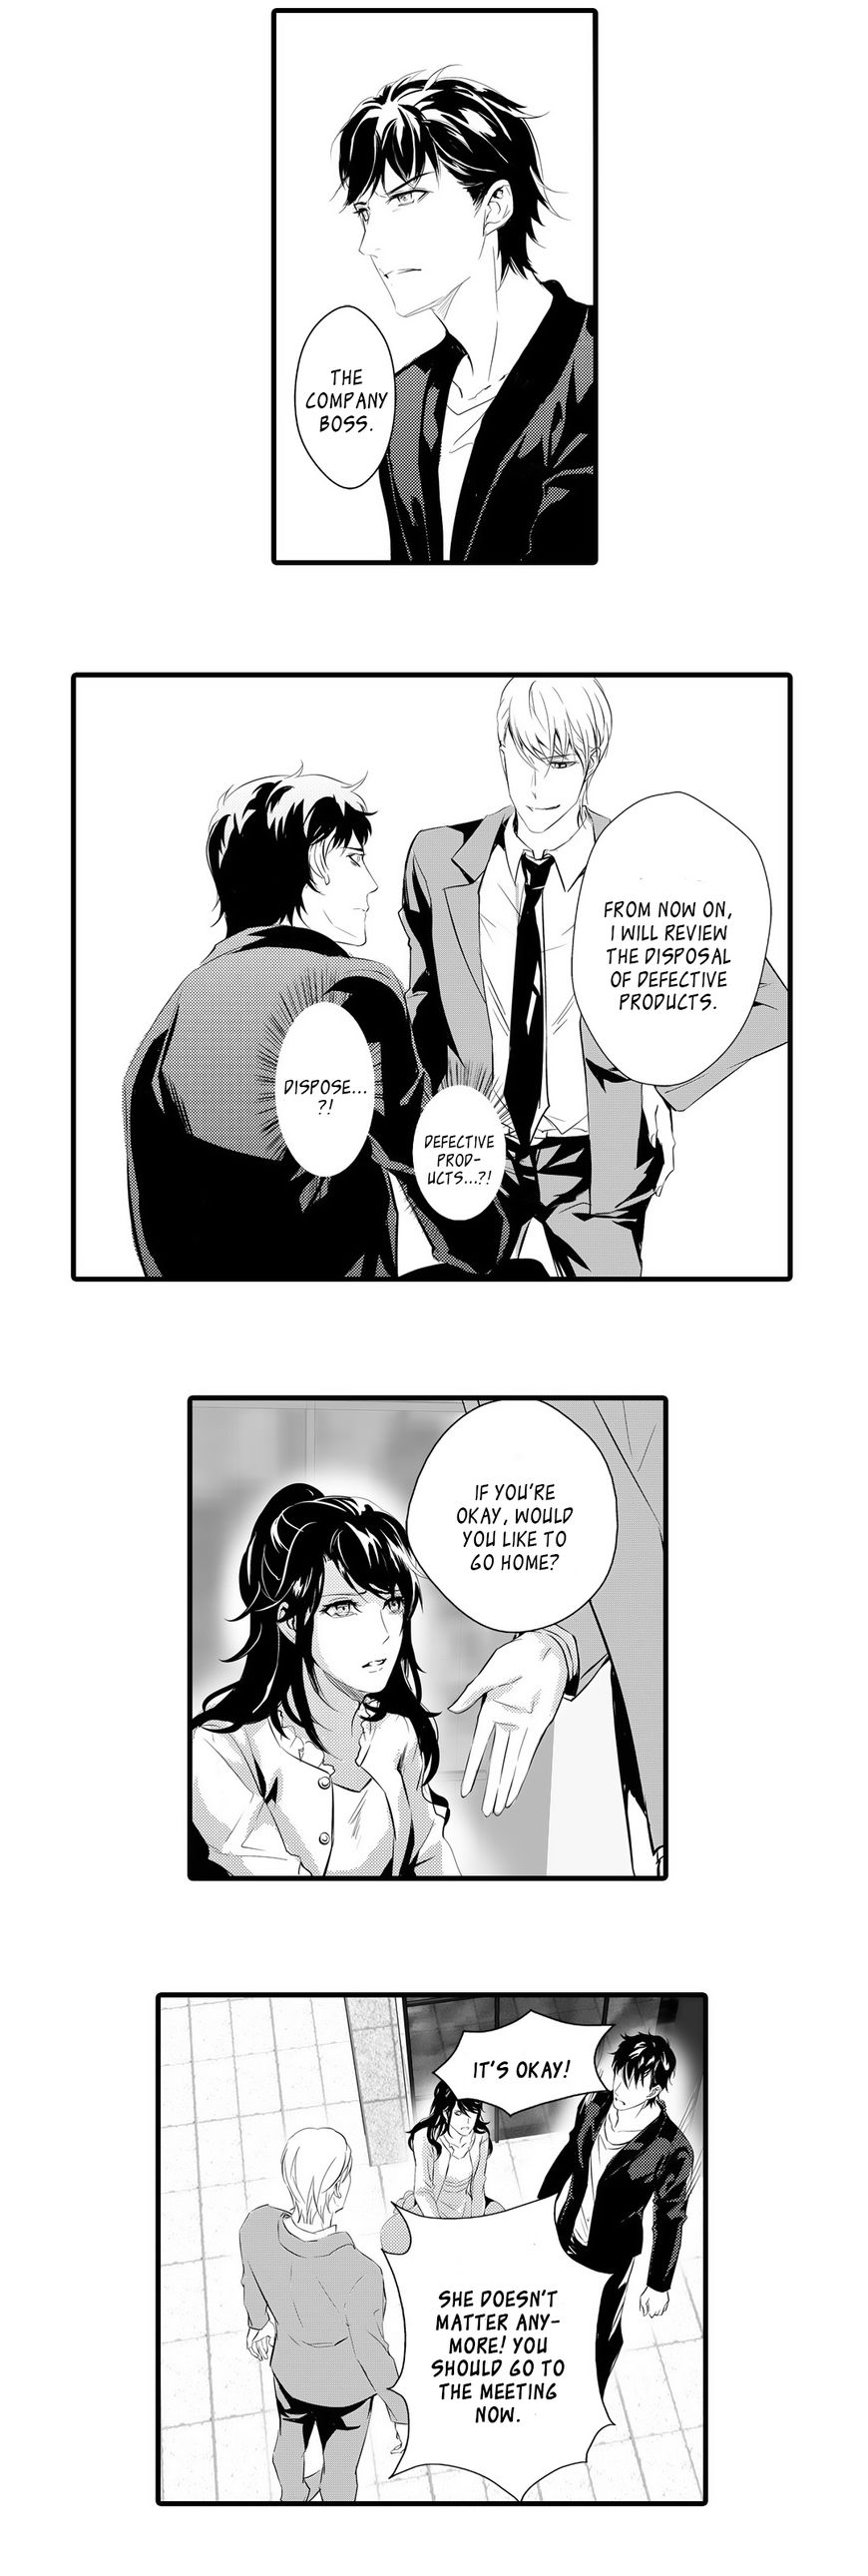 THE
COMPANY
BOSS.
FROM NOW ON,
I WILL REVIEW
THE DISPOSAL
OF DEFECTIVE
PRODUCTS.
DISPOSE...
?!
DEFECTIVE
PROD-
UCTS...?!
IF YOU'RE
OKAY, WOULD
YOU LIKE TO
GO HOME?
IT'S OKAY!
SHE DOESN'T
MATTER ANY-
MORE! YOU
SHOULD GO TO
THE MEETING
NOW.